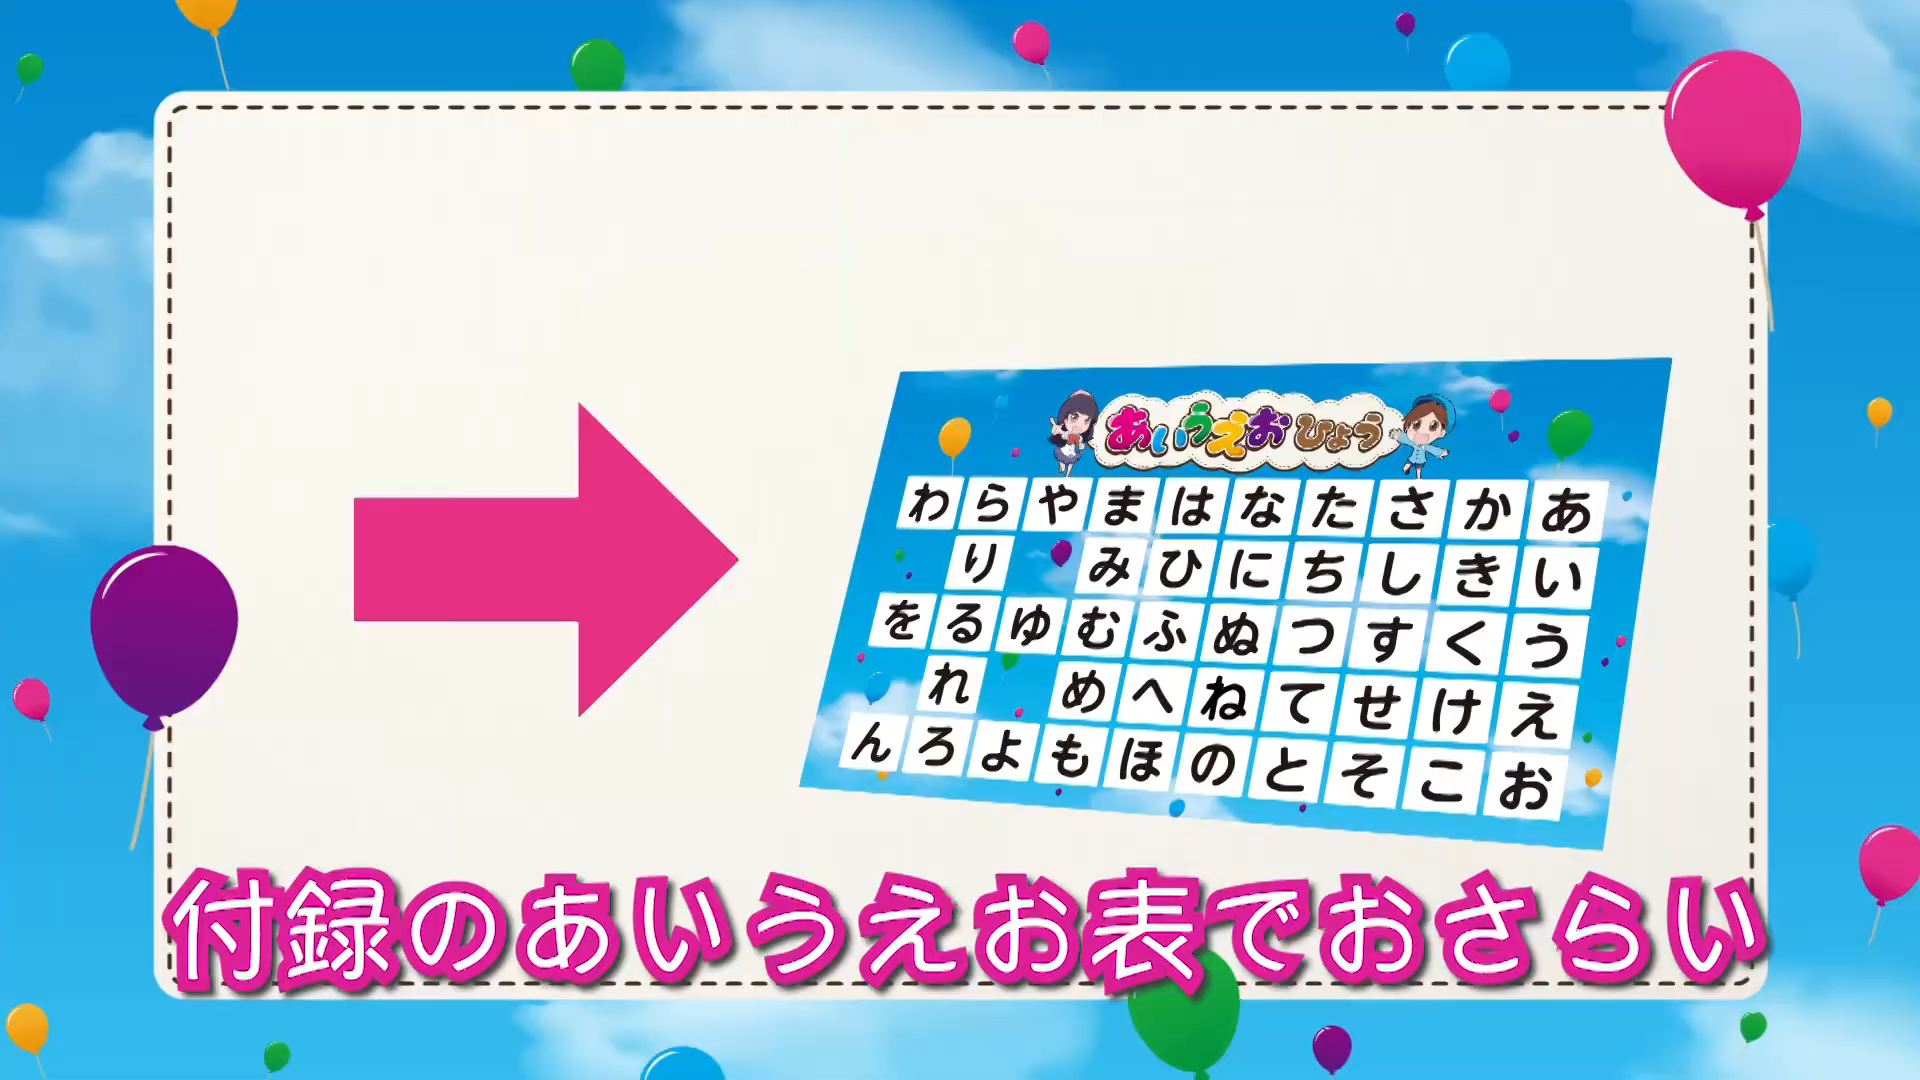 あいうえおひょう
わ ら や ま は な た さ か あ
り み ひ に ち し き い
を る ゆ む ふ ぬ つ す く う
れ め へ ね て せ け え
ん ろ よ も ほ の と そ こ お
付録のあいうえお表でおさらい